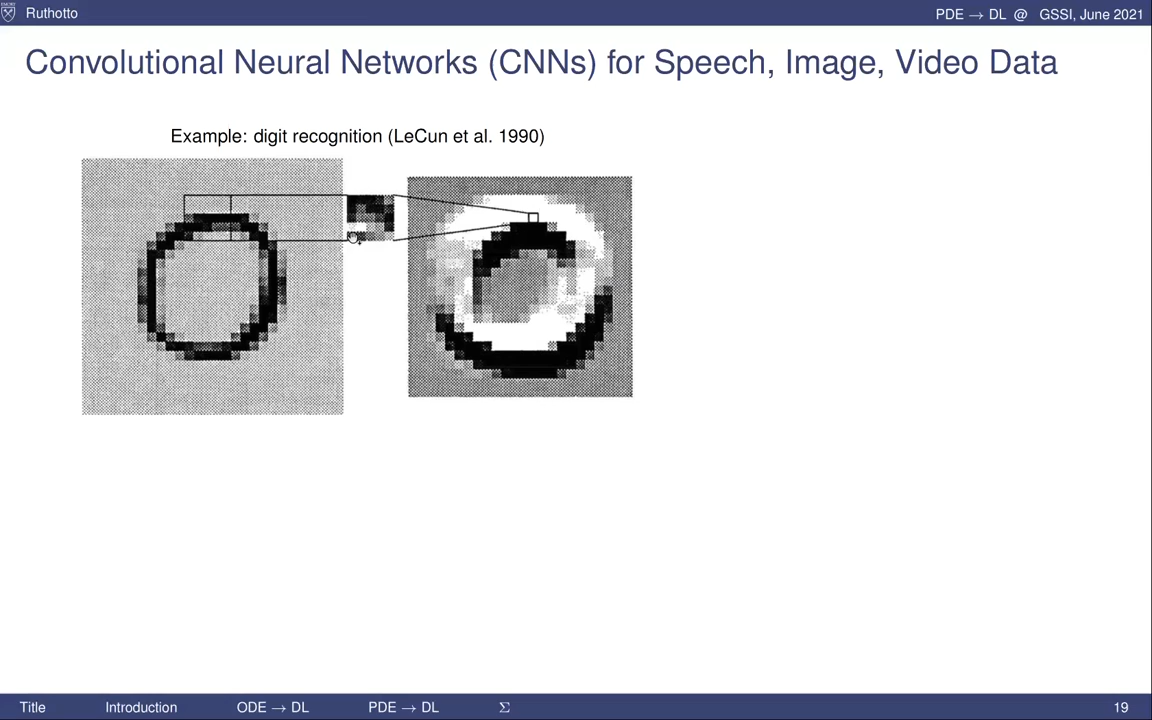 Ruthotto
PDE → DL @ GSSI, June 2021
Convolutional Neural Networks (CNNs) for Speech, Image, Video Data
Example: digit recognition (LeCun et al. 1990)
Title Introduction ODE → DL PDE → DL Σ 19